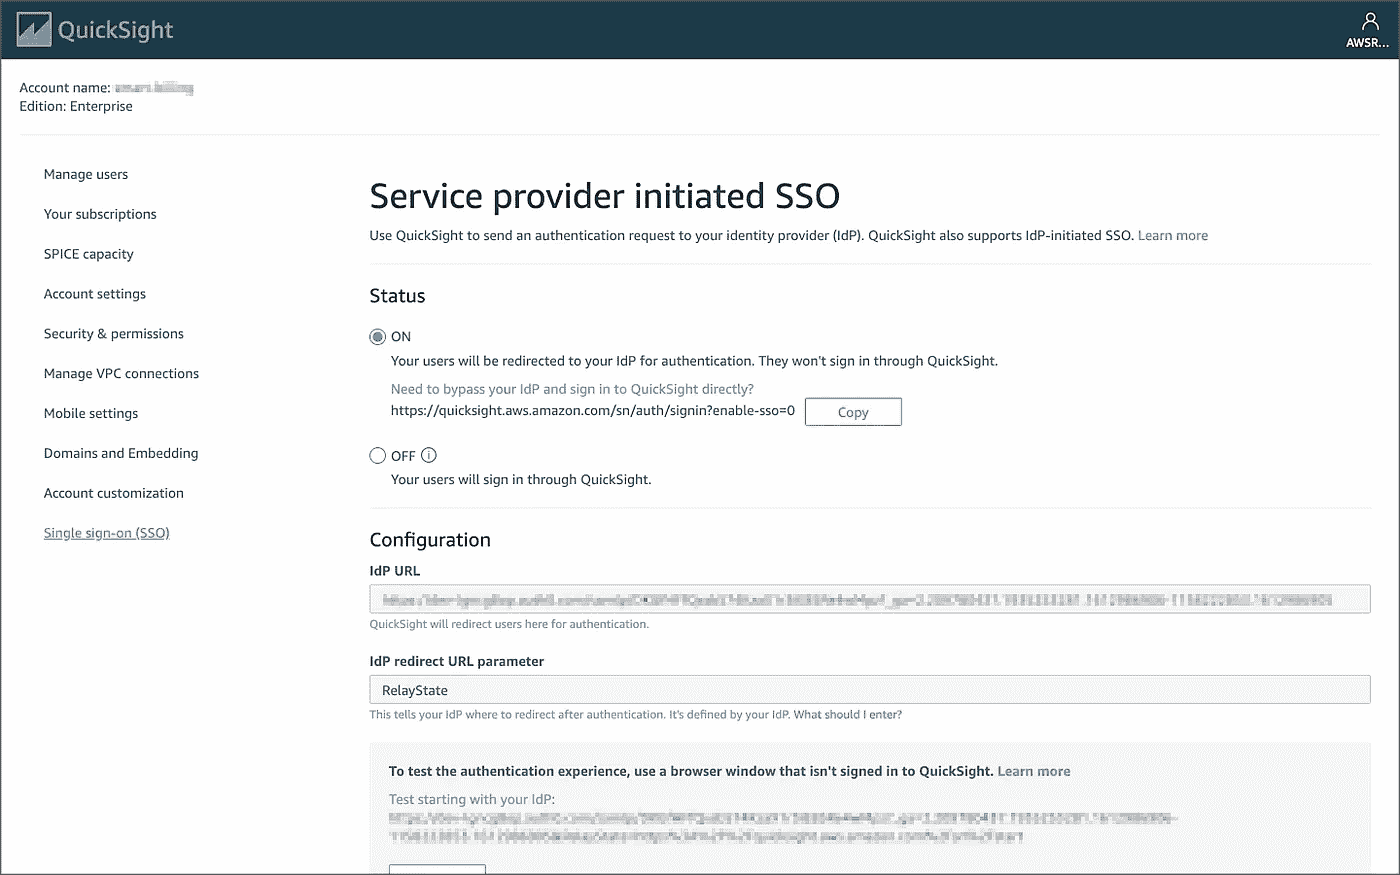 QuickSight
AWSR...
Account name:
Edition: Enterprise
Manage users
Your subscriptions
SPICE capacity
Account settings
Security & permissions
Manage VPC connections
Mobile settings
Domains and Embedding
Account customization
Single sign-on (SSO)
Service provider initiated SSO
Use QuickSight to send an authentication request to your identity provider (IdP). QuickSight also supports IdP-initiated SSO. Learn more
Status
ON
Your users will be redirected to your IdP for authentication. They won't sign in through QuickSight.
Need to bypass your IdP and sign in to QuickSight directly?
https://quicksight.aws.amazon.com/sn/auth/signin?enable-sso=0 Copy
OFF
Your users will sign in through QuickSight.
Configuration
IdP URL
QuickSight will redirect users here for authentication.
IdP redirect URL parameter
RelayState
This tells your IdP where to redirect after authentication. It's defined by your IdP. What should I enter?
To test the authentication experience, use a browser window that isn't signed in to QuickSight. Learn more
Test starting with your IdP: